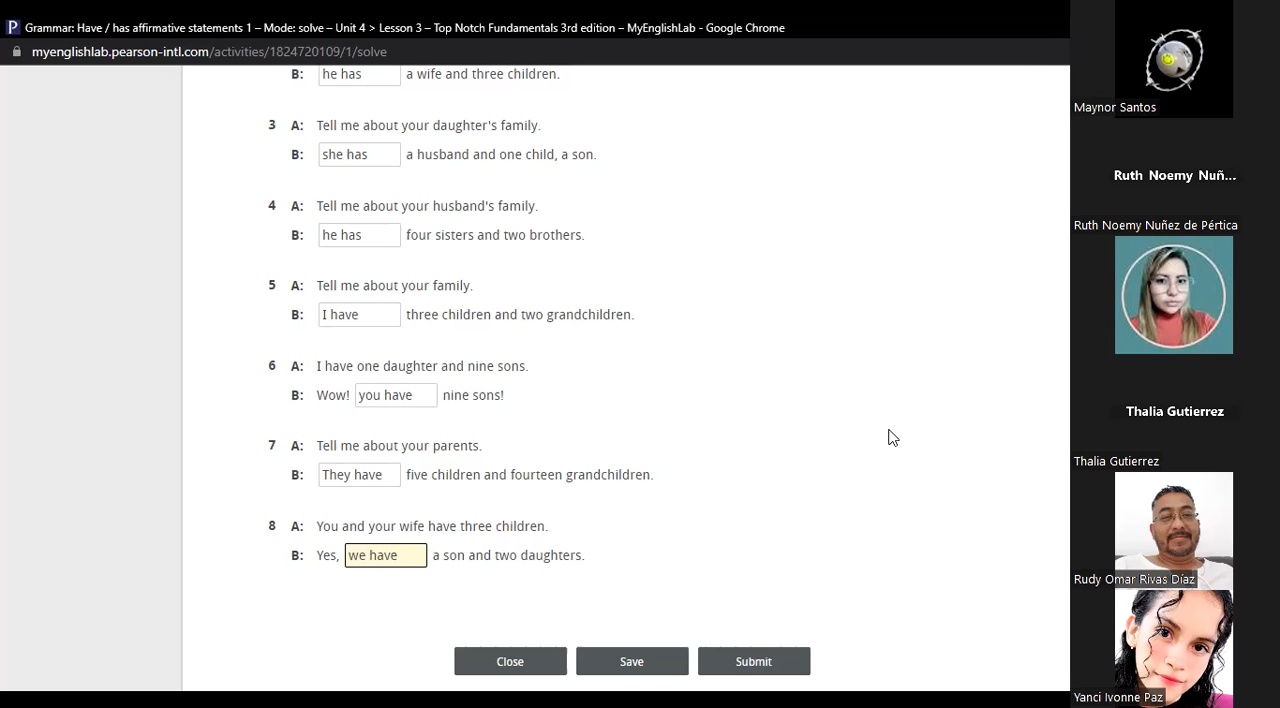 Grammar: Have / has affirmative statements 1 – Mode: solve – Unit 4 > Lesson 3 – Top Notch Fundamentals 3rd edition – MyEnglishLab - Google Chrome
myenglishlab.pearson-intl.com/activities/1824720109/1/solve
B: he has a wife and three children.
3 A: Tell me about your daughter's family.
B: she has a husband and one child, a son.
4 A: Tell me about your husband's family.
B: he has four sisters and two brothers.
5 A: Tell me about your family.
B: I have three children and two grandchildren.
6 A: I have one daughter and nine sons.
B: Wow! you have nine sons!
7 A: Tell me about your parents.
B: They have five children and fourteen grandchildren.
8 A: You and your wife have three children.
B: Yes, we have a son and two daughters.
Close Save Submit
Maynor Santos
Ruth Noemy Nuñ...
Ruth Noemy Nuñez de Pértica
Thalia Gutierrez
Thalia Gutierrez
Rudy Omar Rivas Díaz
Yanci Ivonne Paz